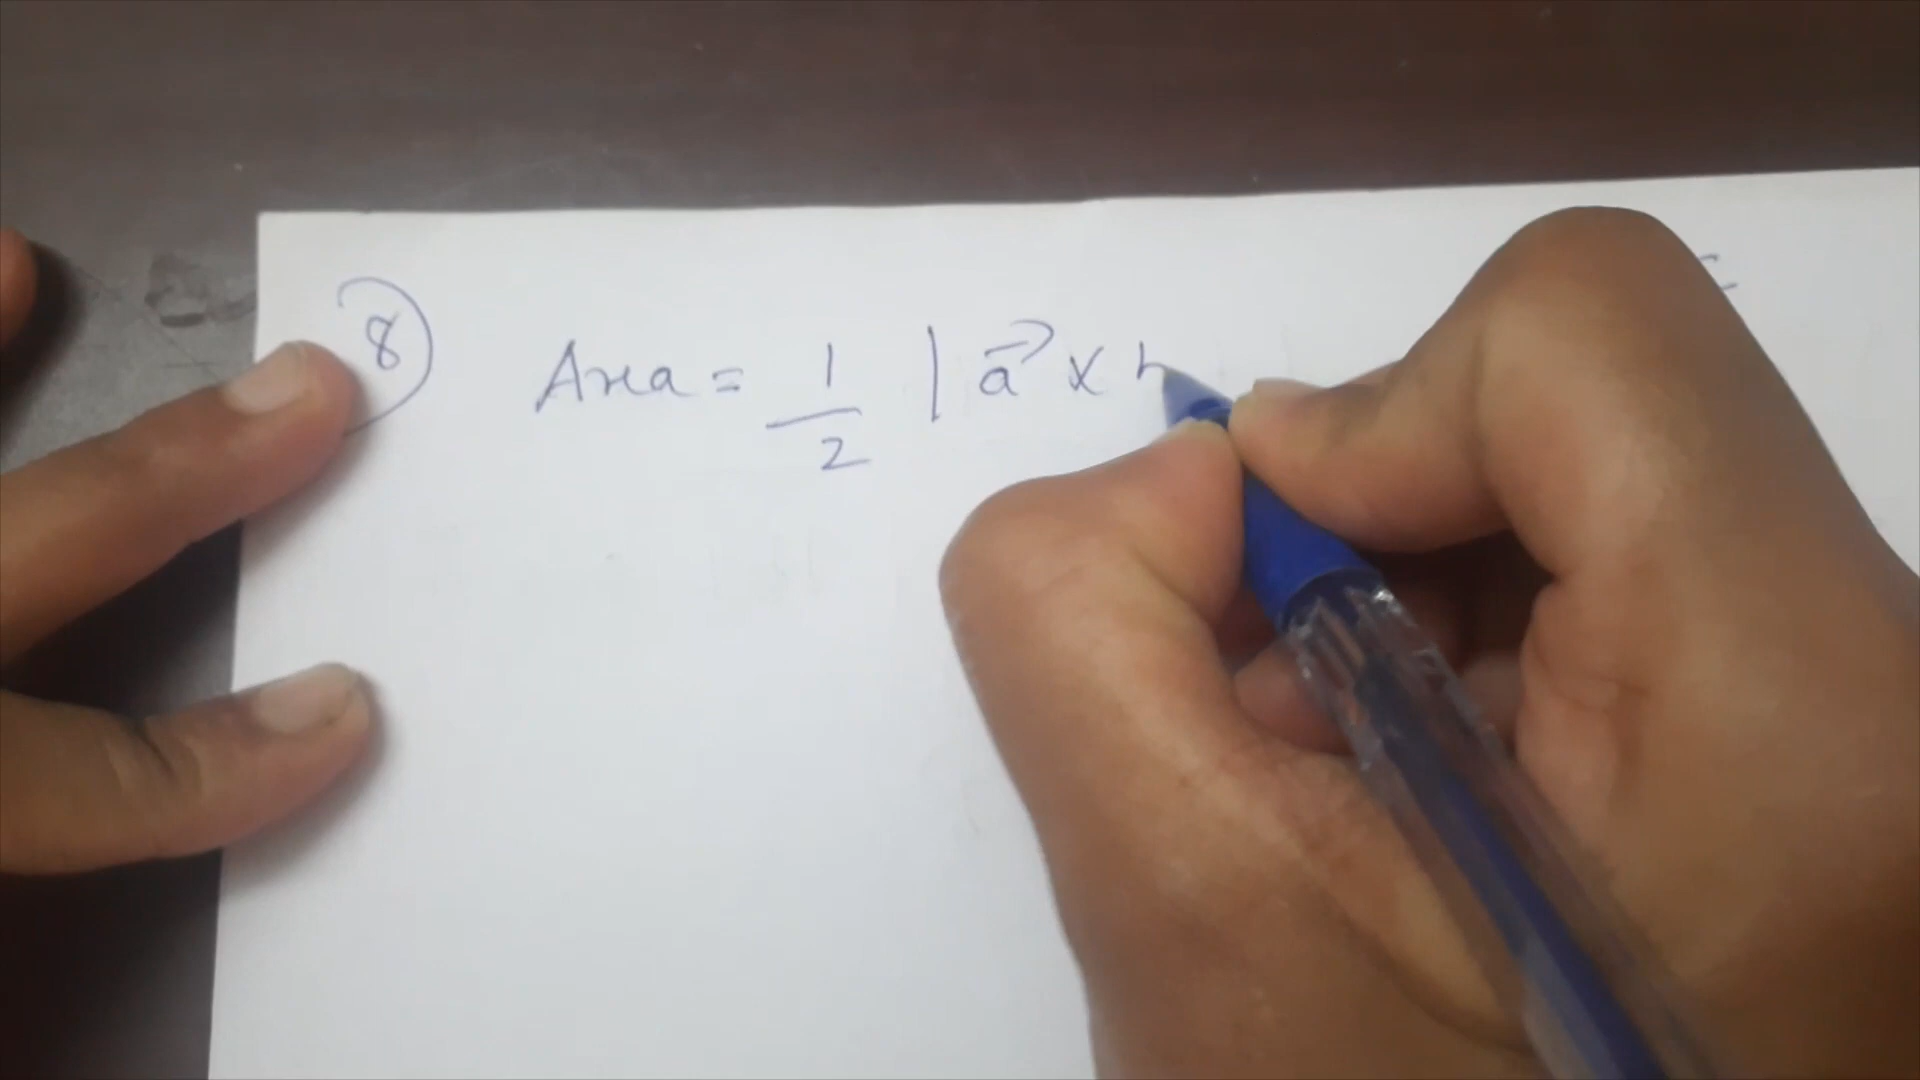 8 Area = 1/2 | a⃗ ×